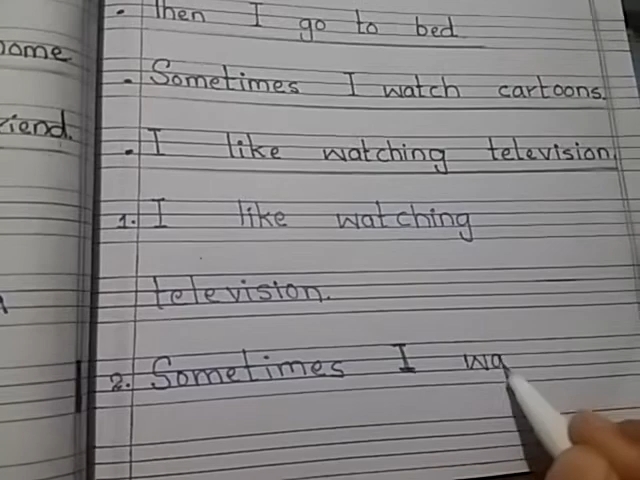 • Then I go to bed
• Sometimes I watch cartoons.
• I like watching television
1. I like watching
television.
2. Sometimes I wa